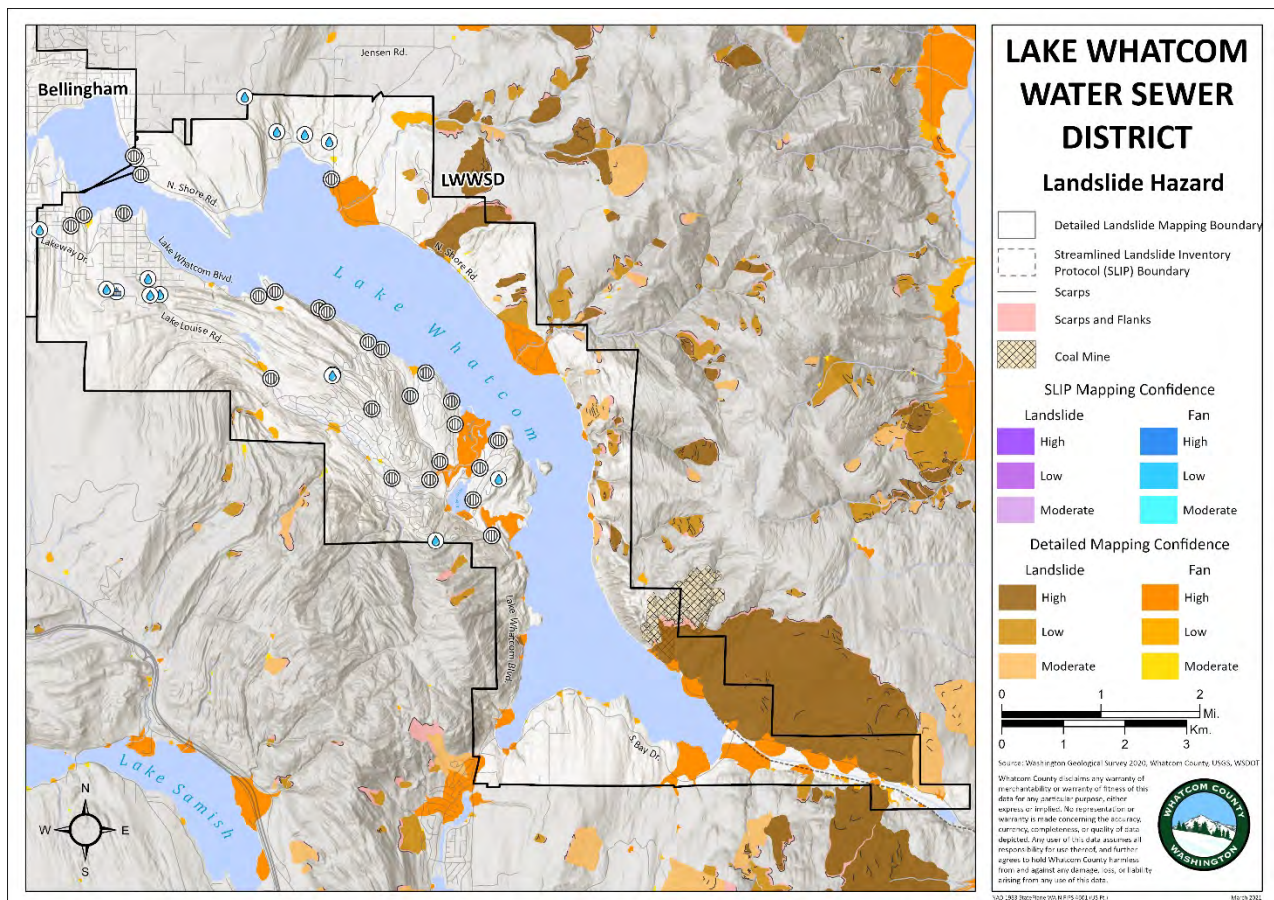 Jensen Rd.
Bellingham
LWWSD
N. Shore Rd.
Lakeway Dr.
Lake Whatcom Blvd.
N. Shore Rd.
Lake Whatcom
Lake Louise Rd.
Lake Whatcom Blvd.
S Bay Dr.
Lake Samish
N
W E
S
LAKE WHATCOM
WATER SEWER
DISTRICT
Landslide Hazard
Detailed Landslide Mapping Boundary
Streamlined Landslide Inventory
Protocol (SLIP) Boundary
Scarps
Scarps and Flanks
Coal Mine
SLIP Mapping Confidence
Landslide Fan
High High
Low Low
Moderate Moderate
Detailed Mapping Confidence
Landslide Fan
High High
Low Low
Moderate Moderate
0 1 2
Mi.
Km.
0 1 2 3
Source: Washington Geological Survey 2020, Whatcom County, USGS, WSDOT
Whatcom County disclaims any warranty of
merchantability or warranty of fitness of this
data for any particular purpose, either
express or implied. No representation or
warranty is made concerning the accuracy,
currency, completeness, or quality of data
depicted. Any user of this data assumes all
responsibility for use thereof, and further
agrees to hold Whatcom County harmless
from and against any damage, loss, or liability
arising from any use of this data.
WHATCOM COUNTY
WASHINGTON
March 2021